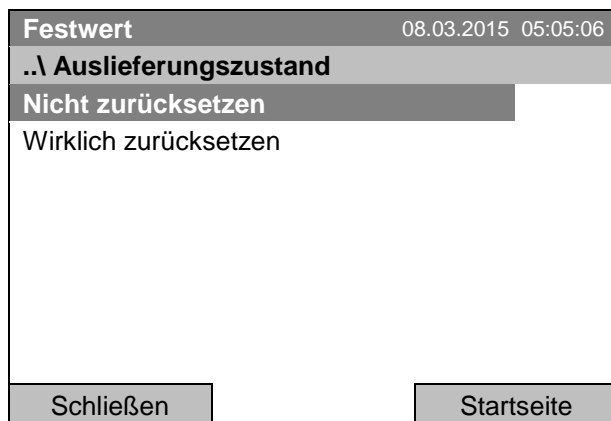 Festwert 08.03.2015 05:05:06
..\ Auslieferungszustand
Nicht zurücksetzen
Wirklich zurücksetzen
Schließen Startseite